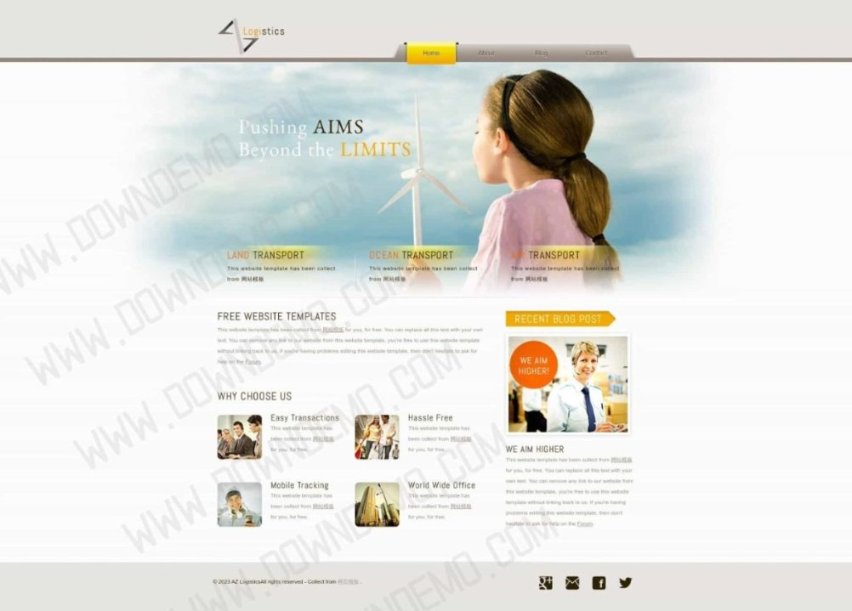 AZ Logistics
Home About Blog Contact
Pushing AIMS
Beyond the LIMITS
LAND TRANSPORT
This website template has been collect
from 网站模板
OCEAN TRANSPORT
This website template has been collect
from 网站模板
AIR TRANSPORT
This website template has been collect
from 网站模板
FREE WEBSITE TEMPLATES
This website template has been collect from 网站模板 for you, for free. You can replace all this text with your own
text. You can remove any link to our website from this website template, you're free to use this website template
without linking back to us. If you're having problems editing this website template, then don't hesitate to ask for
help on the Forum.
WHY CHOOSE US
Easy Transactions
This website template has
been collect from 网站模板
for you, for free.
Hassle Free
This website template has
been collect from 网站模板
for you, for free.
Mobile Tracking
This website template has
been collect from 网站模板
for you, for free.
World Wide Office
This website template has
been collect from 网站模板
for you, for free.
RECENT BLOG POST
WE AIM
HIGHER!
WE AIM HIGHER
This website template has been collect from 网站模板
for you, for free. You can replace all this text with your
own text. You can remove any link to our website from
this website template, you're free to use this website
template without linking back to us. If you're having
problems editing this website template, then don't
hesitate to ask for help on the Forum.
© 2023 AZ LogisticsAll rights reserved - Collect from 网页模板 .
WWW.DOWNDEMO.COM
WWW.DOWNDEMO.COM
WWW.DOWNDEMO.COM
WWW.DOWNDEMO.COM
WWW.DOWNDEMO.COM